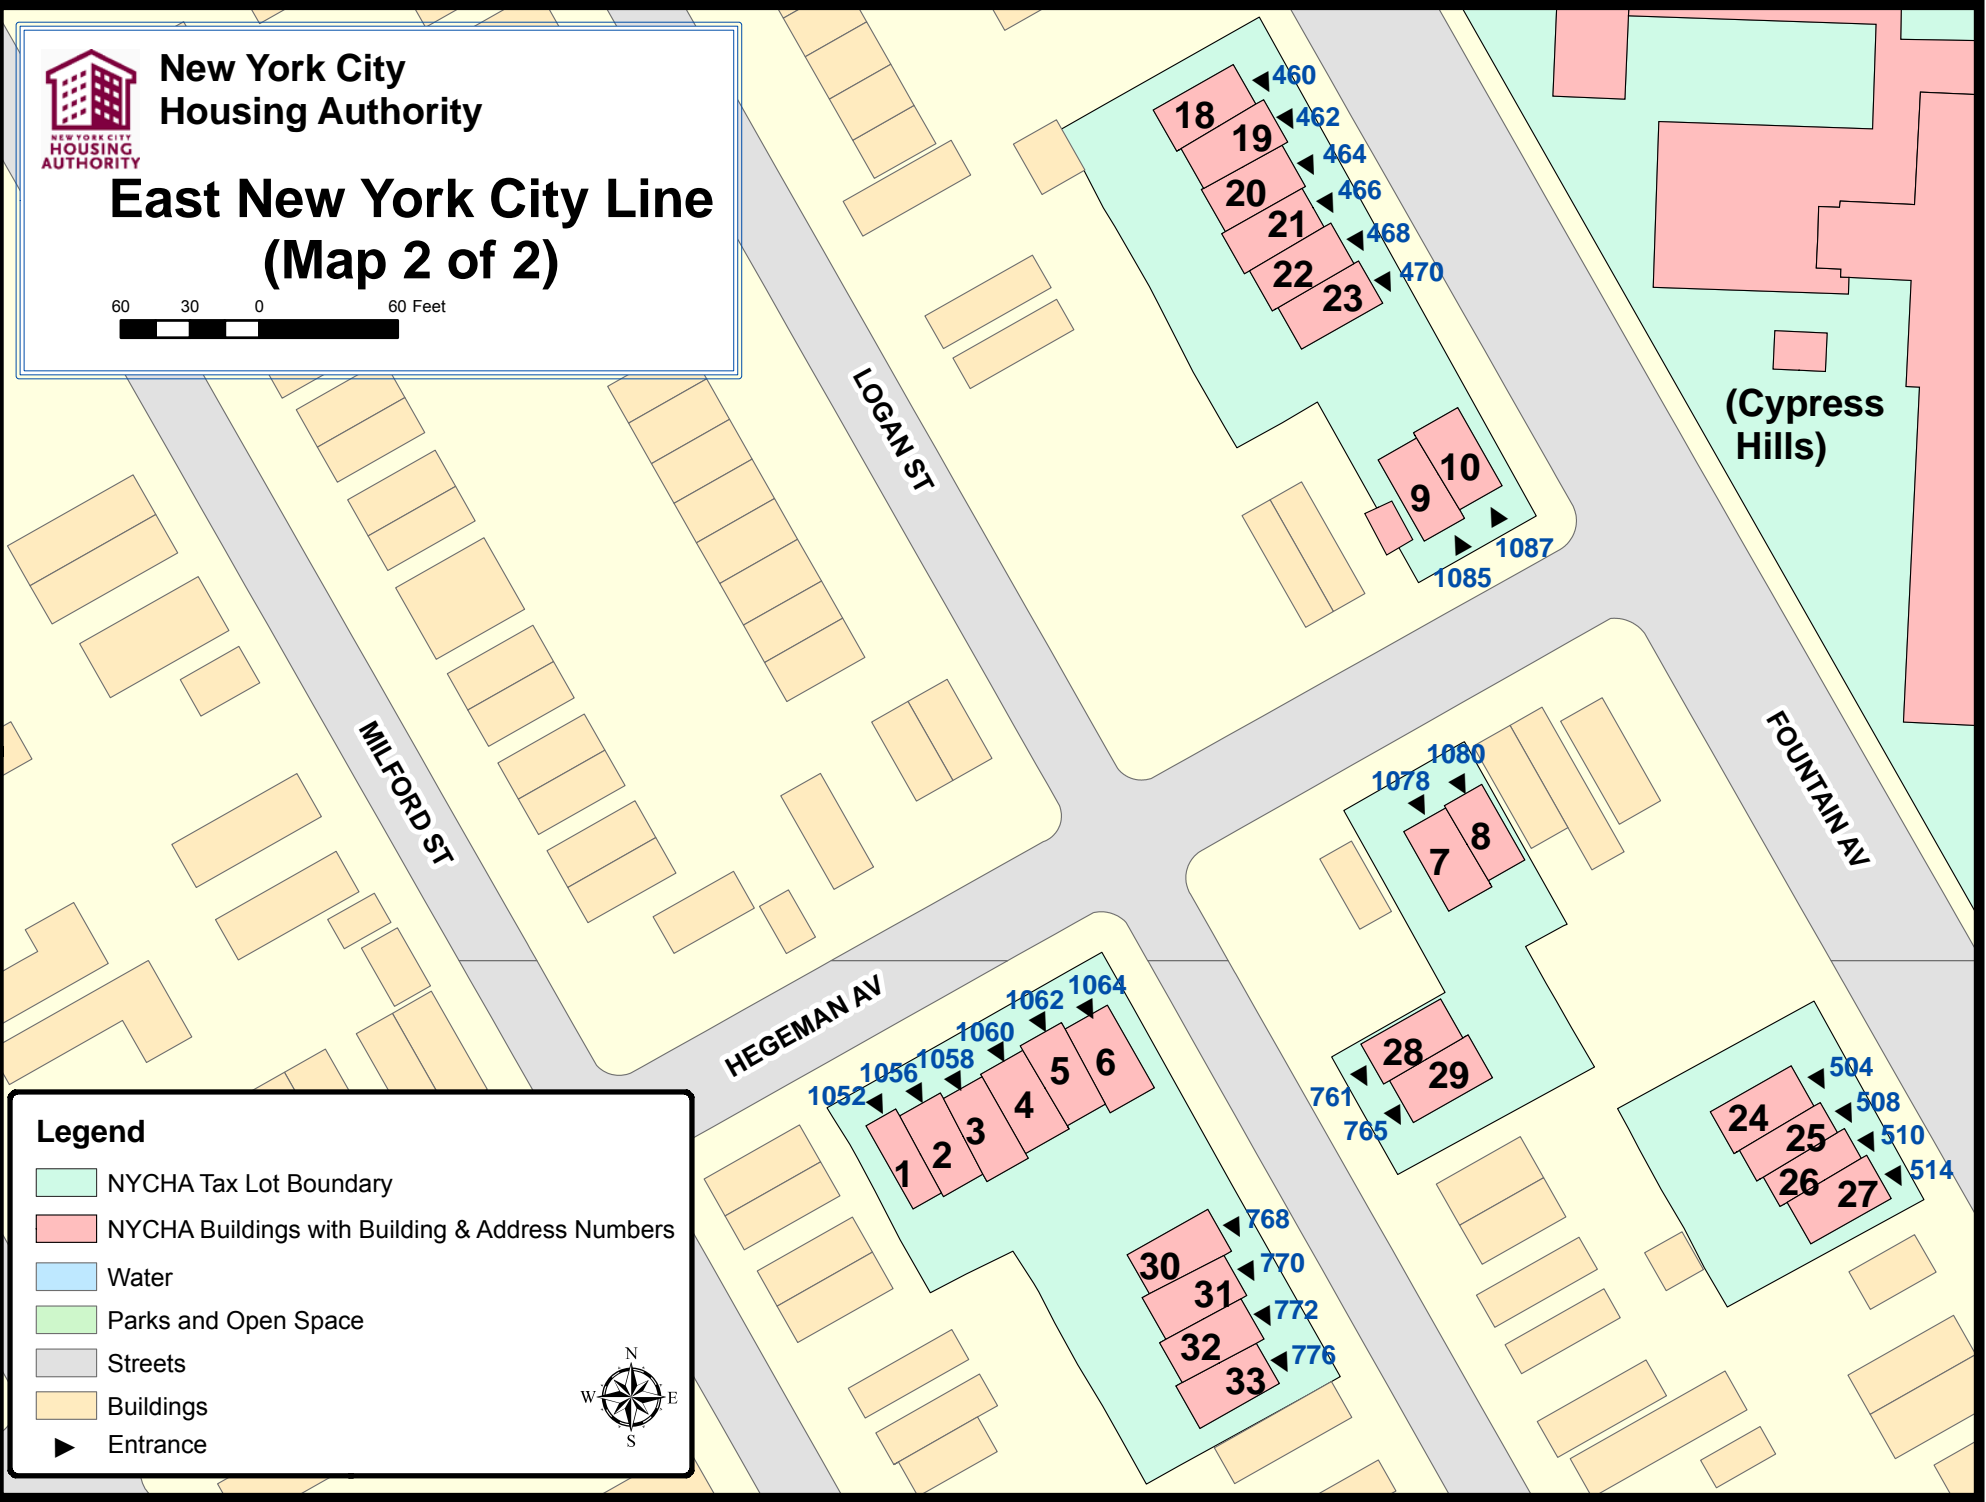 New York City
Housing Authority
NEW YORK CITY
HOUSING
AUTHORITY
East New York City Line
(Map 2 of 2)
60 30 0 60 Feet
460
18
462
19
464
20
466
21
468
22
470
23
(Cypress
Hills)
LOGAN ST
10
9
1087
1085
MILFORD ST
FOUNTAIN AV
1080
1078
8
7
HEGEMAN AV
1064
1062
1060
1058
1056
1052
6
5
4
3
2
1
28
29
761
765
504
24
508
25
510
26
514
27
768
30
770
31
772
32
776
33
Legend
NYCHA Tax Lot Boundary
NYCHA Buildings with Building & Address Numbers
Water
Parks and Open Space
Streets
Buildings
Entrance
N
W E
S